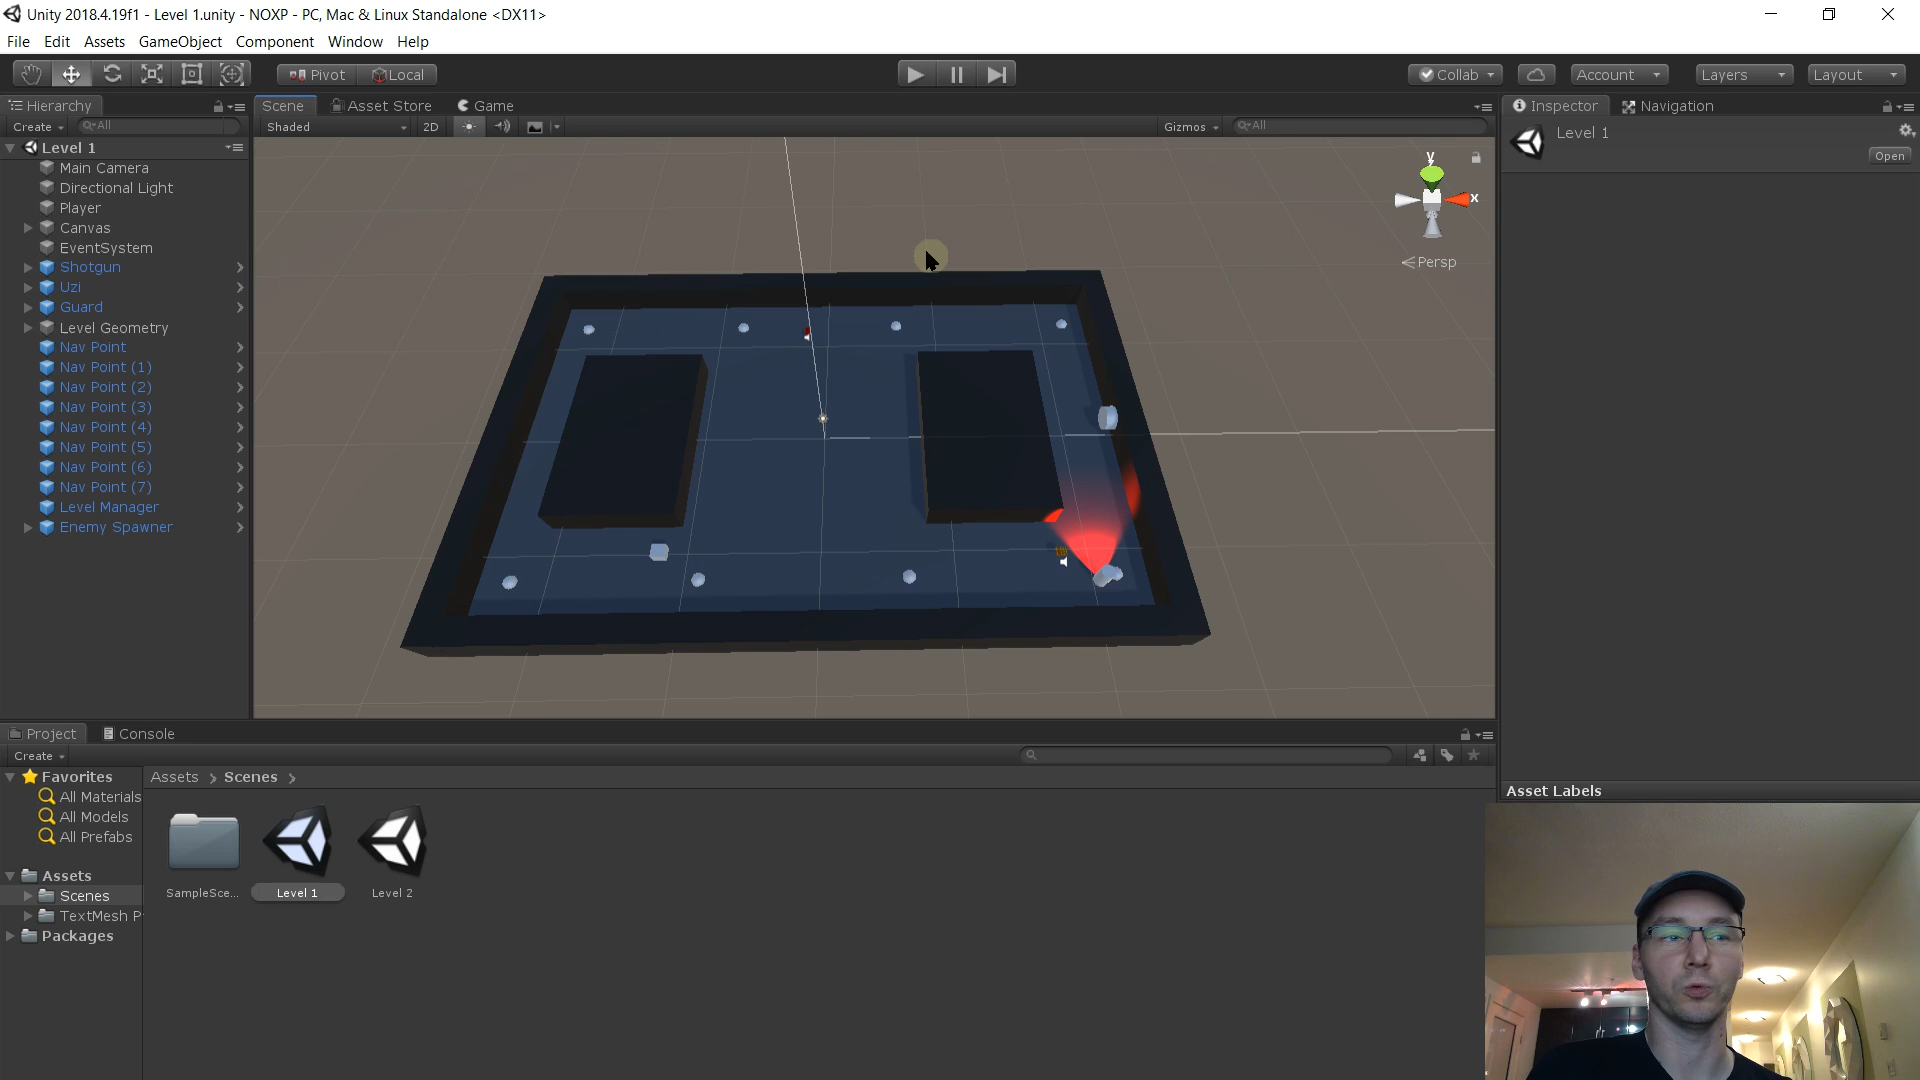 Unity 2018.4.19f1 - Level 1.unity - NOXP - PC, Mac & Linux Standalone <DX11>
File Edit Assets GameObject Component Window Help
Pivot Local Collab Account Layers Layout
Hierarchy
Create All
Level 1
Main Camera
Directional Light
Player
Canvas
EventSystem
Shotgun
Uzi
Guard
Level Geometry
Nav Point
Nav Point (1)
Nav Point (2)
Nav Point (3)
Nav Point (4)
Nav Point (5)
Nav Point (6)
Nav Point (7)
Level Manager
Enemy Spawner
Scene Asset Store Game
Shaded 2D Gizmos All
y
x
Persp
Inspector Navigation
Level 1
Open
Project Console
Create
Favorites
All Materials
All Models
All Prefabs
Assets
Scenes
TextMesh P
Packages
Assets > Scenes >
SampleSce...
Level 1
Level 2
Asset Labels